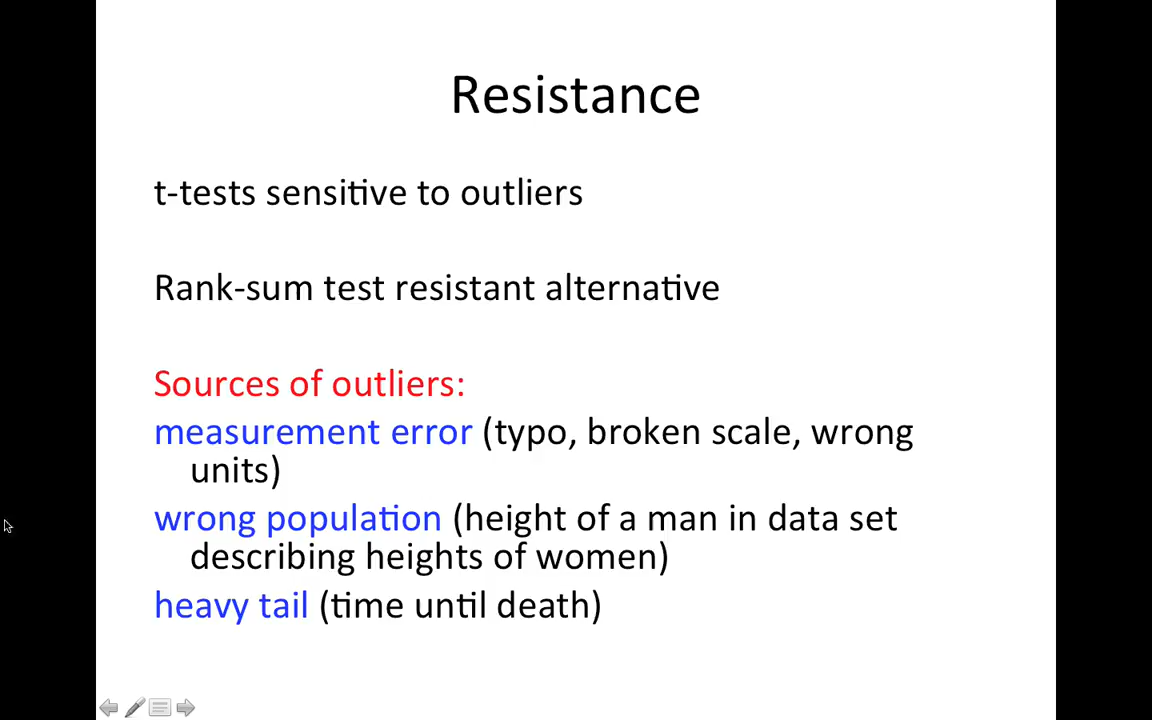 Resistance
t-tests sensitive to outliers
Rank-sum test resistant alternative
Sources of outliers:
measurement error (typo, broken scale, wrong
units)
wrong population (height of a man in data set
describing heights of women)
heavy tail (time until death)